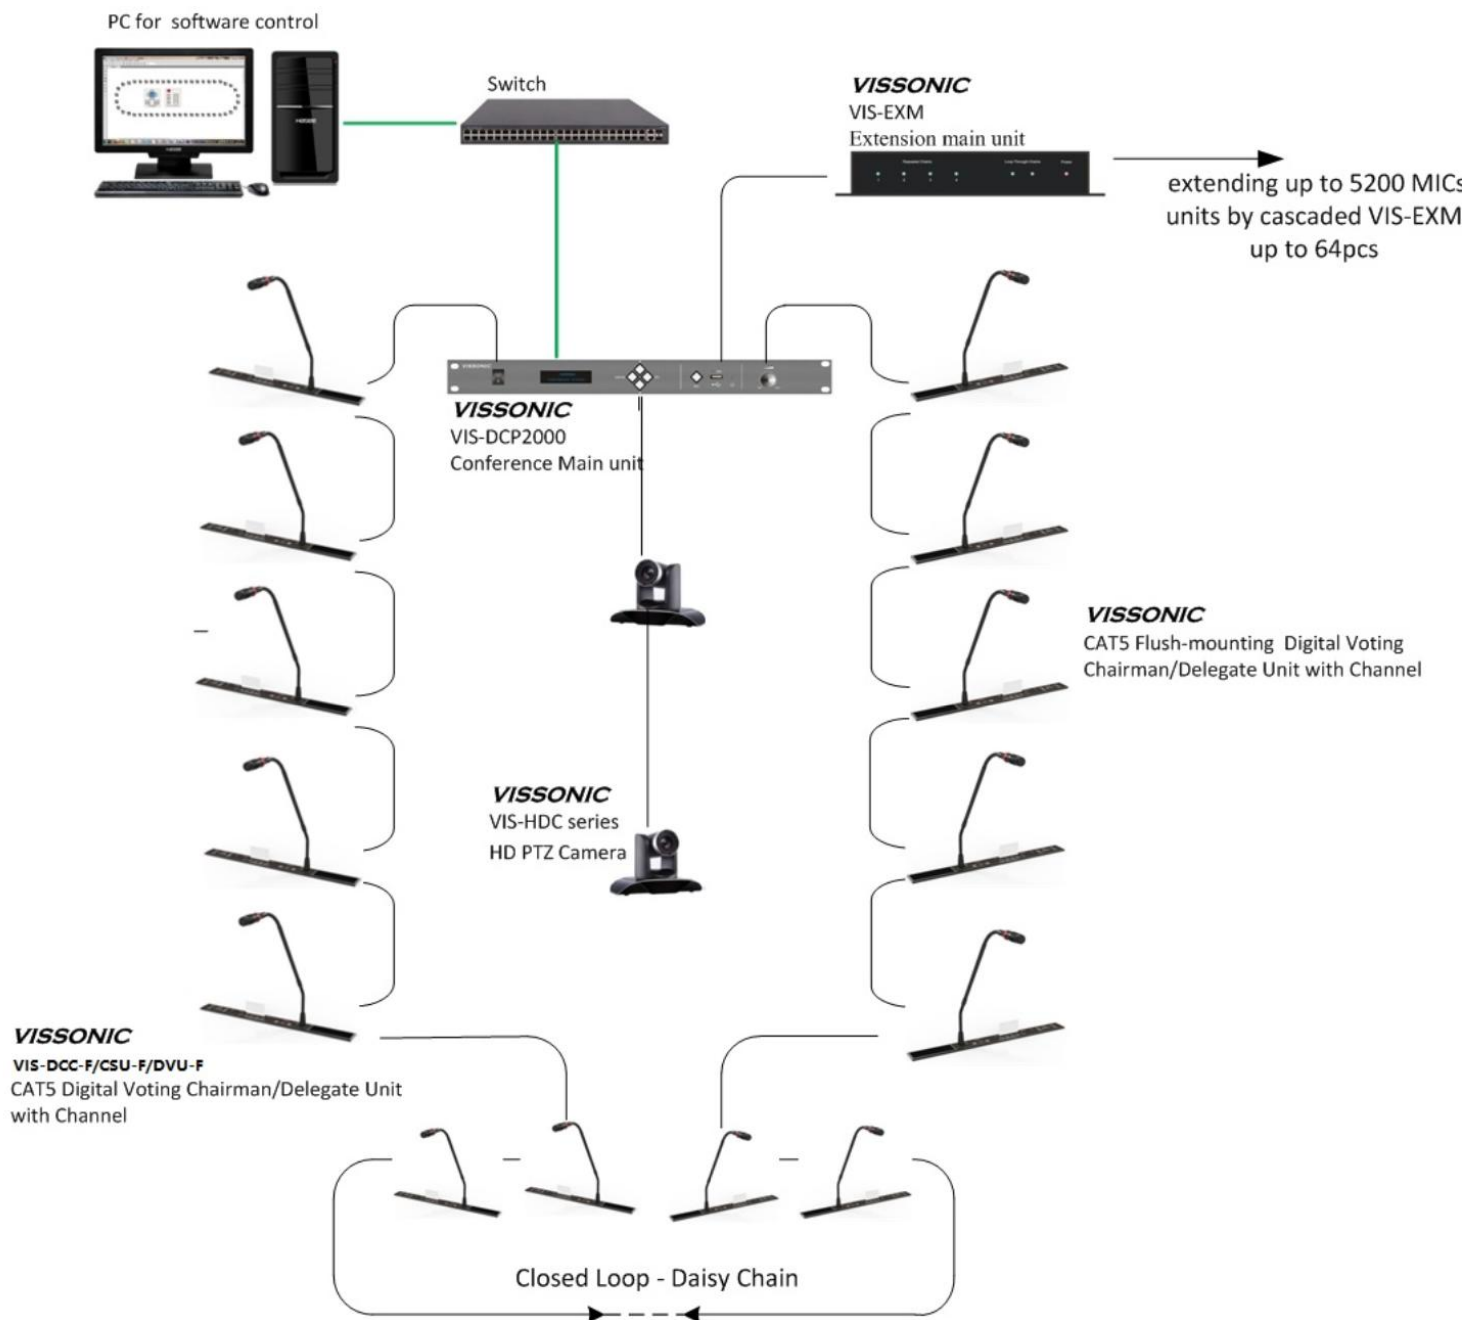 PC for software control
Switch
VISSONIC
VIS-EXM
Extension main unit
extending up to 5200 MICs
units by cascaded VIS-EXM
up to 64pcs
VISSONIC
VIS-DCP2000
Conference Main unit
VISSONIC
CAT5 Flush-mounting Digital Voting
Chairman/Delegate Unit with Channel
VISSONIC
VIS-HDC series
HD PTZ Camera
VISSONIC
VIS-DCC-F/CSU-F/DVU-F
CAT5 Digital Voting Chairman/Delegate Unit
with Channel
Closed Loop - Daisy Chain